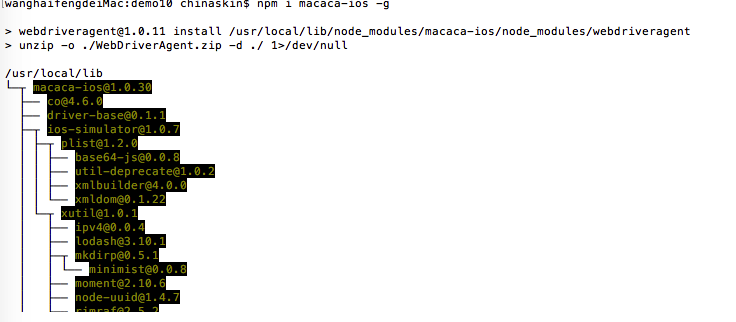 wanghaifengdeiMac:demo10 chinaskin$ npm i macaca-ios -g
> webdriveragent@1.0.11 install /usr/local/lib/node_modules/macaca-ios/node_modules/webdriveragent
> unzip -o ./WebDriverAgent.zip -d ./ 1>/dev/null
/usr/local/lib
└─┬ macaca-ios@1.0.30
  ├── co@4.6.0
  ├── driver-base@0.1.1
  ├─┬ ios-simulator@1.0.7
  │ ├─┬ plist@1.2.0
  │ │ ├── base64-js@0.0.8
  │ │ ├── util-deprecate@1.0.2
  │ │ ├── xmlbuilder@4.0.0
  │ │ └── xmldom@0.1.22
  │ └─┬ xutil@1.0.1
  │   ├── ipv4@0.0.4
  │   ├── lodash@3.10.1
  │   ├─┬ mkdirp@0.5.1
  │   │ └── minimist@0.0.8
  │   ├── moment@2.10.6
  │   ├── node-uuid@1.4.7
  │   ├── rimraf@2.5.2